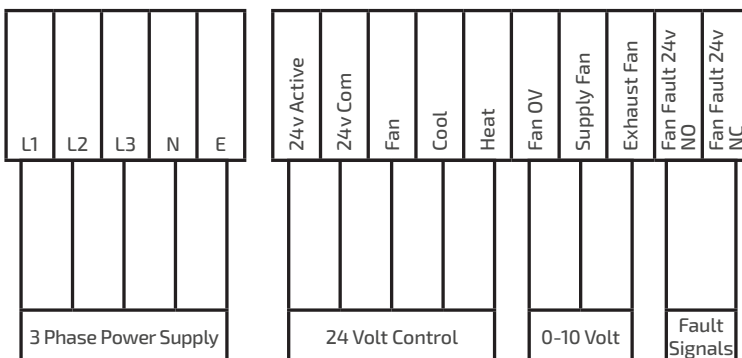 L1
L2
L3
N
E
24v Active
24v Com
Fan
Cool
Heat
Fan OV
Supply Fan
Exhaust Fan
Fan Fault 24v
NO
Fan Fault 24v
NC
3 Phase Power Supply
24 Volt Control
0-10 Volt
Fault
Signals